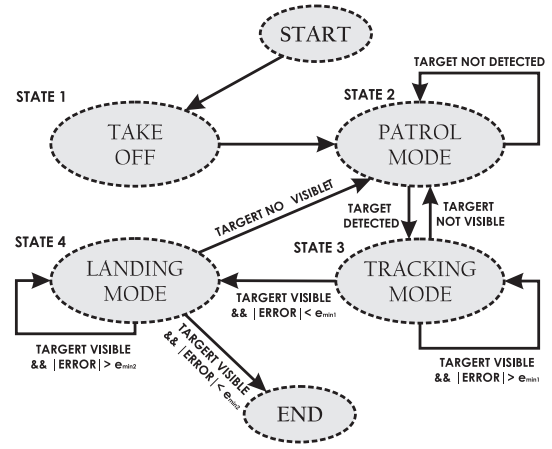 START
TARGET NOT DETECTED
STATE 1
STATE 2
TAKE
OFF
PATROL
MODE
TARGERT NO VISIBLET
TARGET
DETECTED
TARGERT
NOT VISIBLE
STATE 4
STATE 3
LANDING
MODE
TRACKING
MODE
TARGERT VISIBLE
&& |ERROR| < emin1
TARGERT VISIBLE
&& |ERROR| > emin2
TARGERT VISIBLE
&& |ERROR| < emin2
TARGERT VISIBLE
&& |ERROR| > emin1
END